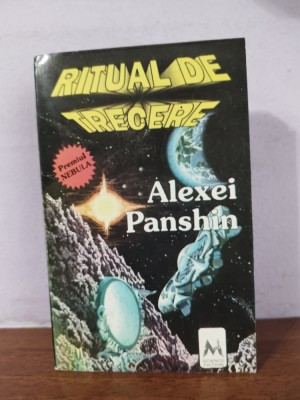 RITUAL DE
TRECERE
Premiul
NEBULA
Alexei
Panshin